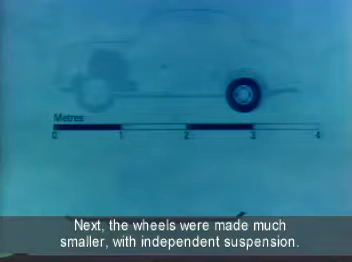 Metres
0 1 2 3 4
Next, the wheels were made much
smaller, with independent suspension.